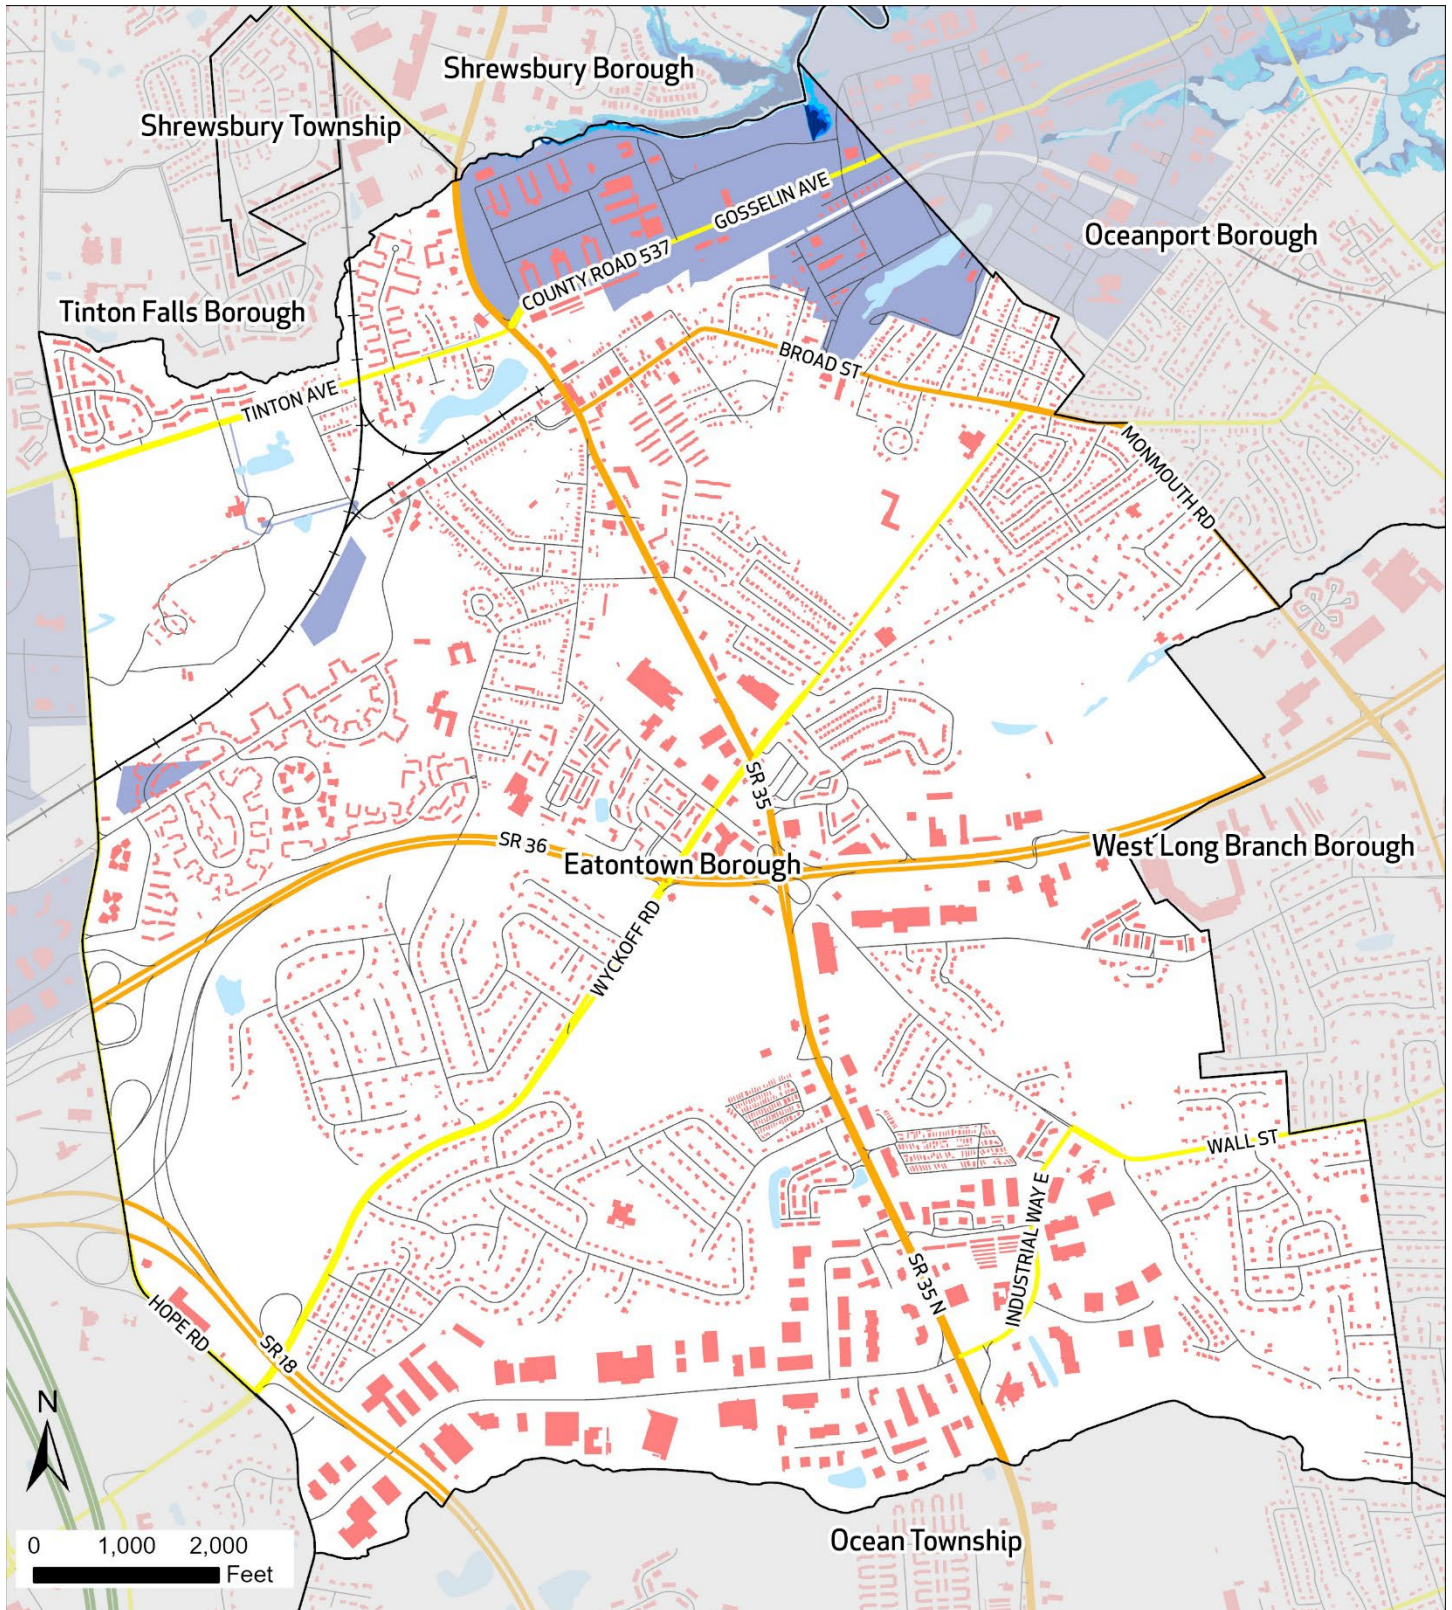 Shrewsbury Borough
Shrewsbury Township
GOSSELIN AVE
Oceanport Borough
COUNTY ROAD 537
Tinton Falls Borough
BROAD ST
TINTON AVE
MONMOUTH RD
SR 35
SR 36
Eatontown Borough
West Long Branch Borough
WYCKOFF RD
WALL ST
INDUSTRIAL WAY E
SR 35 N
HOPE RD
SR 18
N
0 1,000 2,000
Feet
Ocean Township